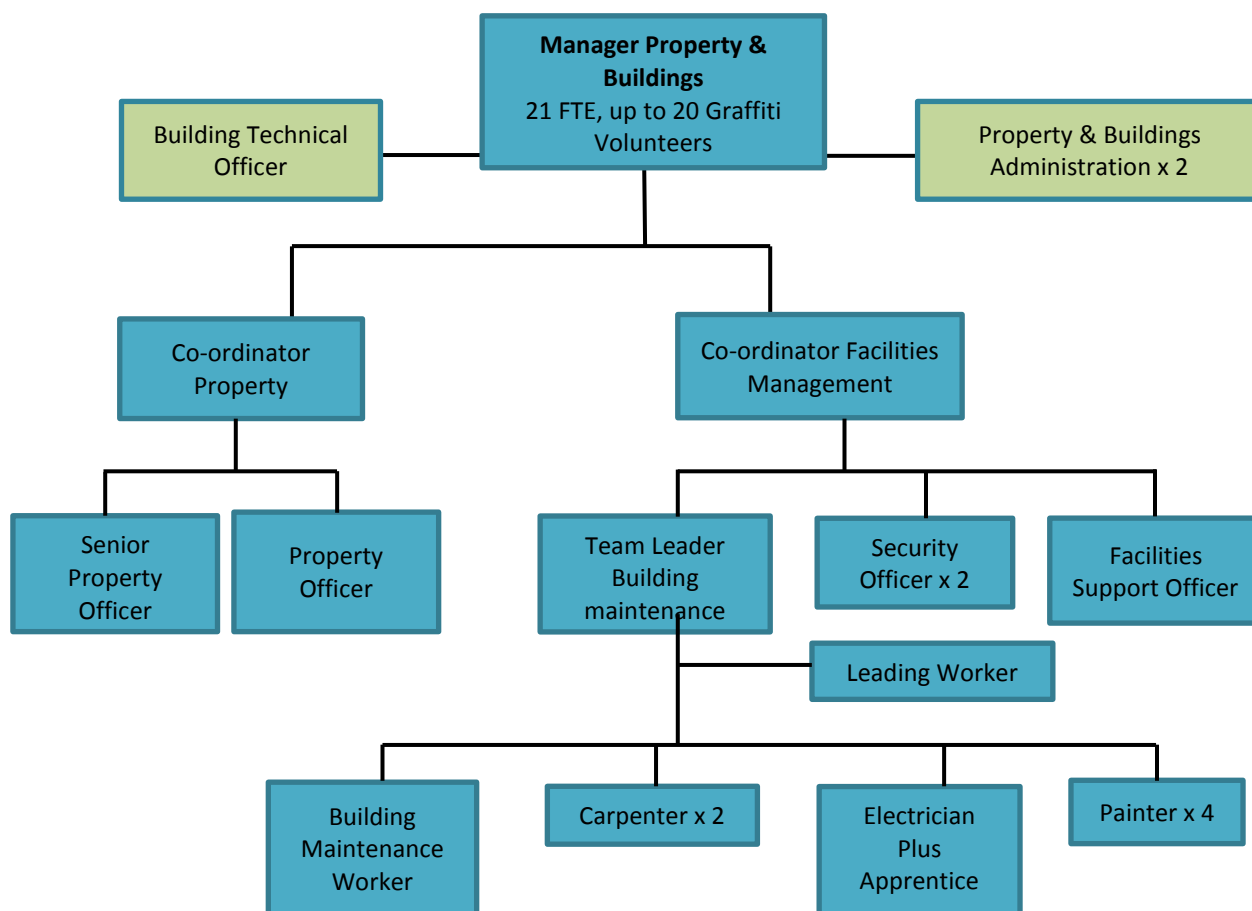 Manager Property &
Buildings
21 FTE, up to 20 Graffiti
Volunteers
Building Technical
Officer
Property & Buildings
Administration x 2
Co-ordinator
Property
Co-ordinator Facilities
Management
Senior
Property
Officer
Property
Officer
Team Leader
Building
maintenance
Security
Officer x 2
Facilities
Support Officer
Leading Worker
Building
Maintenance
Worker
Carpenter x 2
Electrician
Plus
Apprentice
Painter x 4